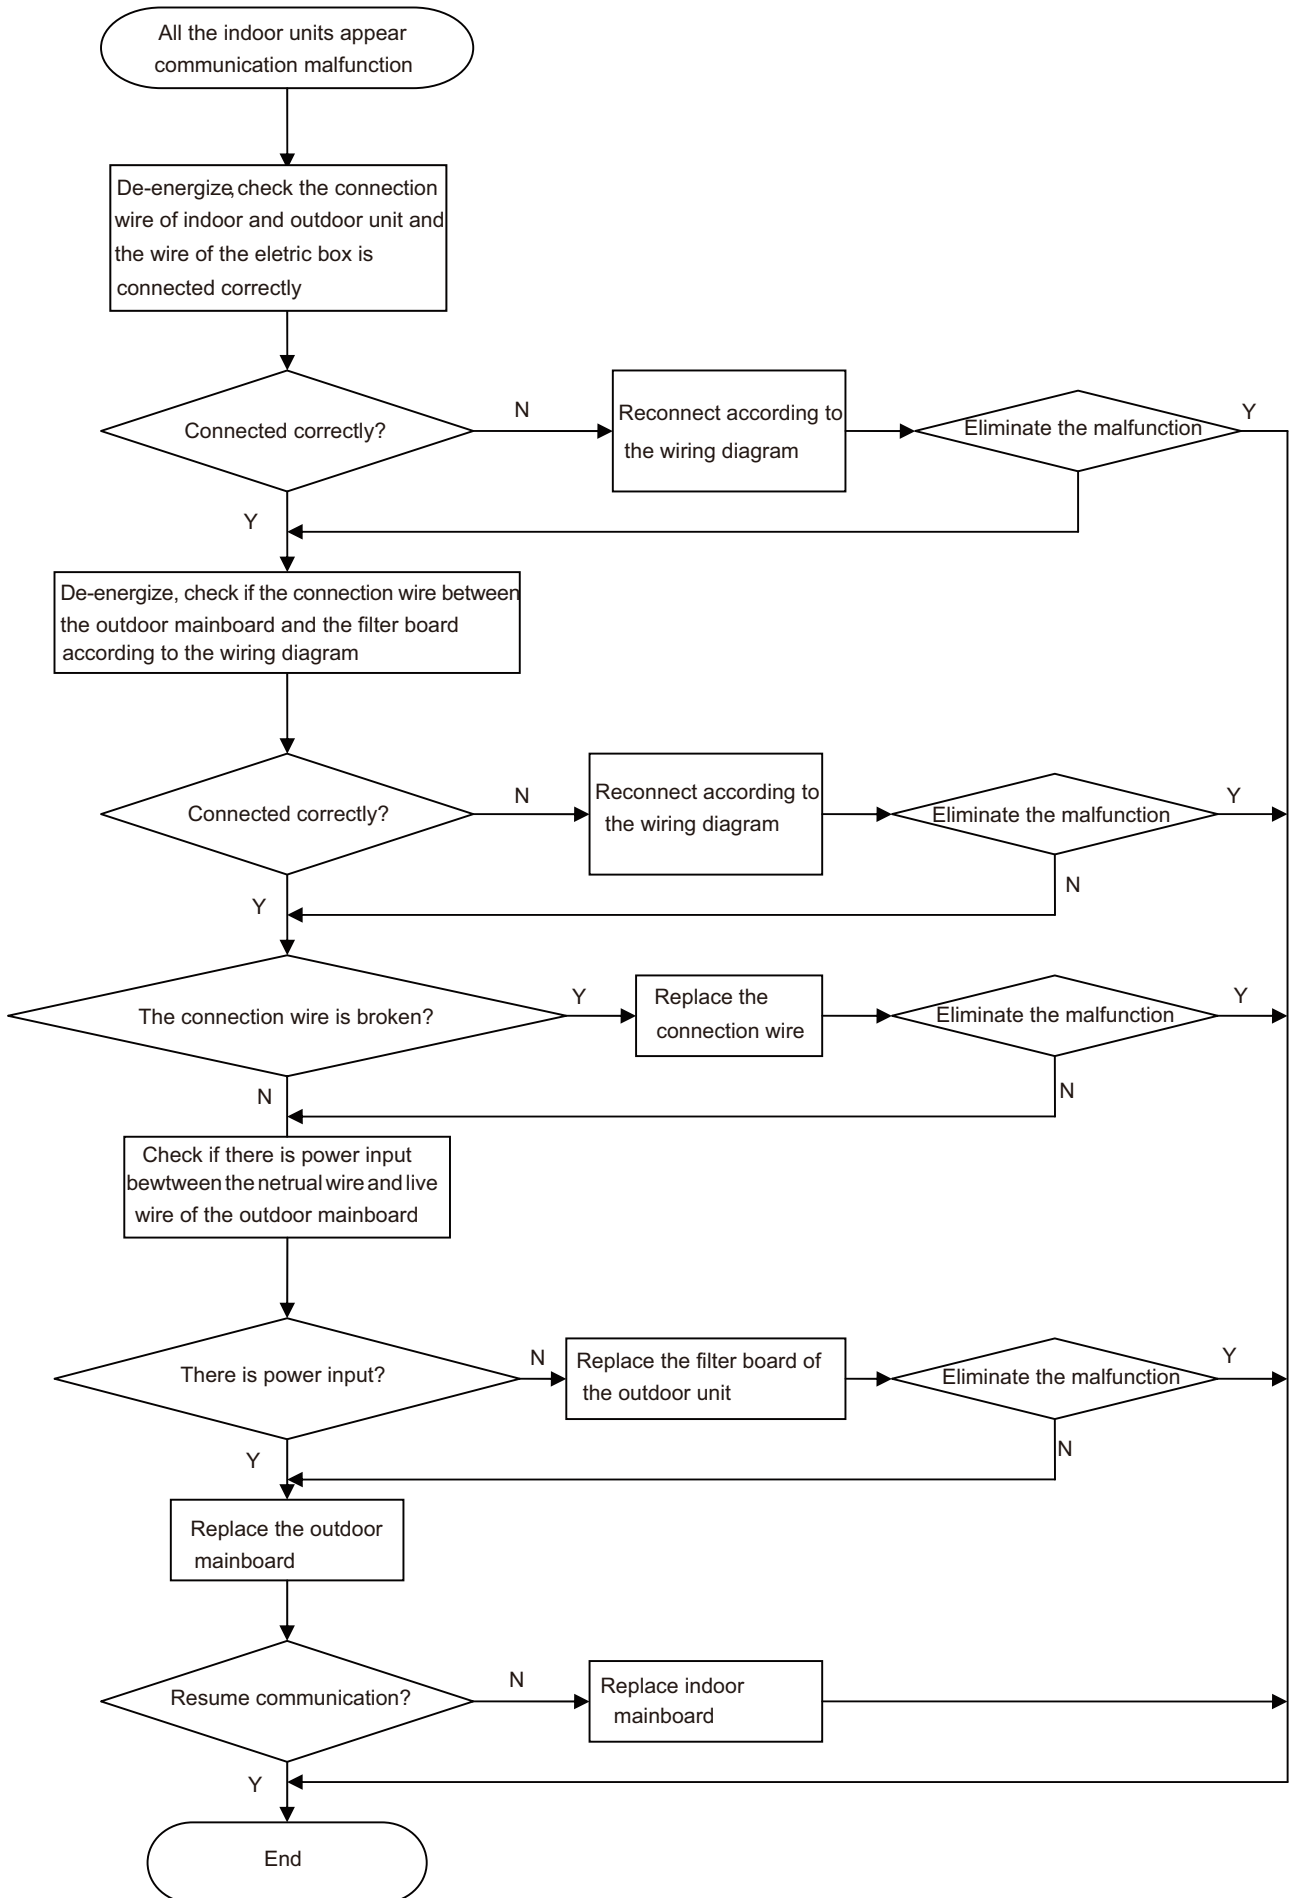 All the indoor units appear
communication malfunction
De-energize,check the connection
wire of indoor and outdoor unit and
the wire of the eletric box is
connected correctly
Connected correctly?
N
Reconnect according to
the wiring diagram
Eliminate the malfunction
Y
Y
De-energize, check if the connection wire between
the outdoor mainboard and the filter board
according to the wiring diagram
Connected correctly?
N
Reconnect according to
the wiring diagram
Eliminate the malfunction
Y
N
Y
The connection wire is broken?
Y
Replace the
connection wire
Eliminate the malfunction
Y
N
N
Check if there is power input
bewtween the netrual wire and live
wire of the outdoor mainboard
There is power input?
N
Replace the filter board of
the outdoor unit
Eliminate the malfunction
Y
N
Y
Replace the outdoor
mainboard
Resume communication?
N
Replace indoor
mainboard
Y
End